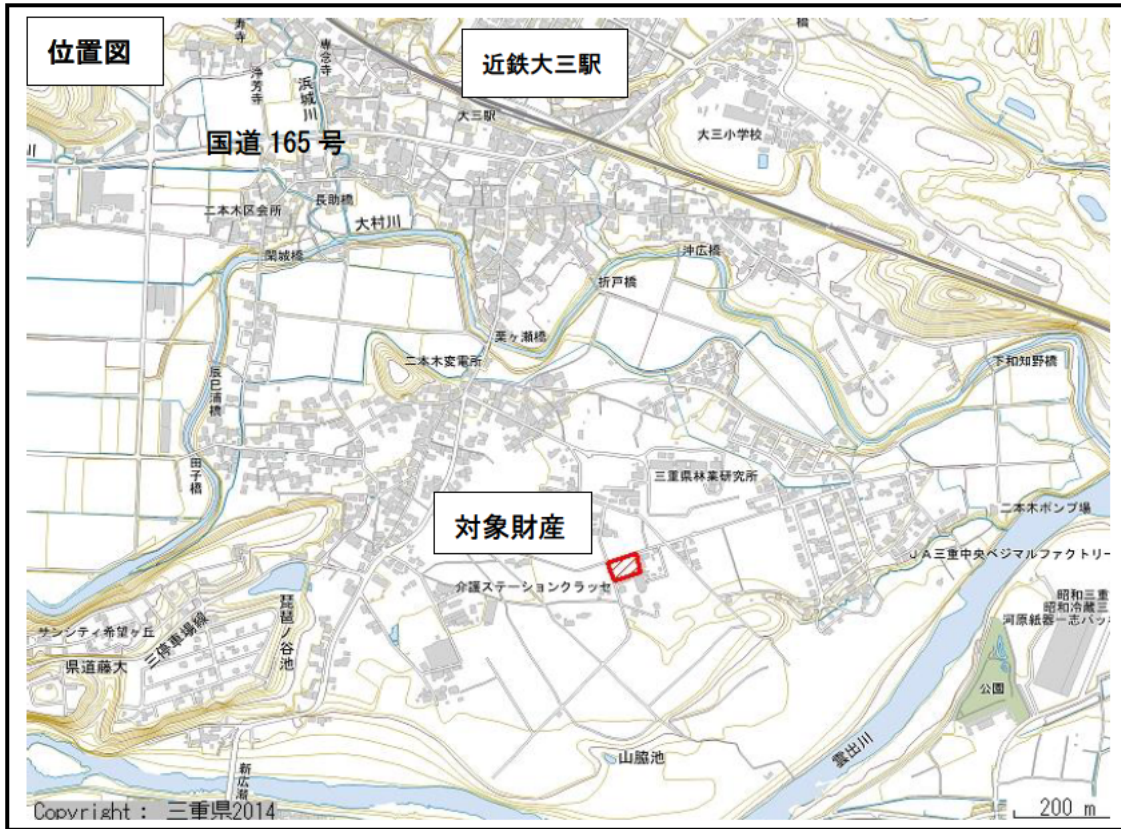 位置図
近鉄大三駅
寿寺
浄芳寺
専念寺
浜城川
国道 165 号
大三駅
大三小学校
橋
川
二本木区会所
長助橋
大村川
閑城橋
沖広橋
折戸橋
栗ヶ瀬橋
二本木変電所
下和知野橋
辰巳浦橋
田子橋
三重県林業研究所
対象財産
二本木ポンプ場
JA三重中央ベジマルファクトリー
介護ステーションクラッセ
昭和三重
昭和冷蔵三
河原紙器一志パッ
琵琶ノ谷池
サンシティ希望ヶ丘
三停車場線
県道藤大
公園
山脇池
雲出川
新広瀬
Copyright : 三重県2014
200 m